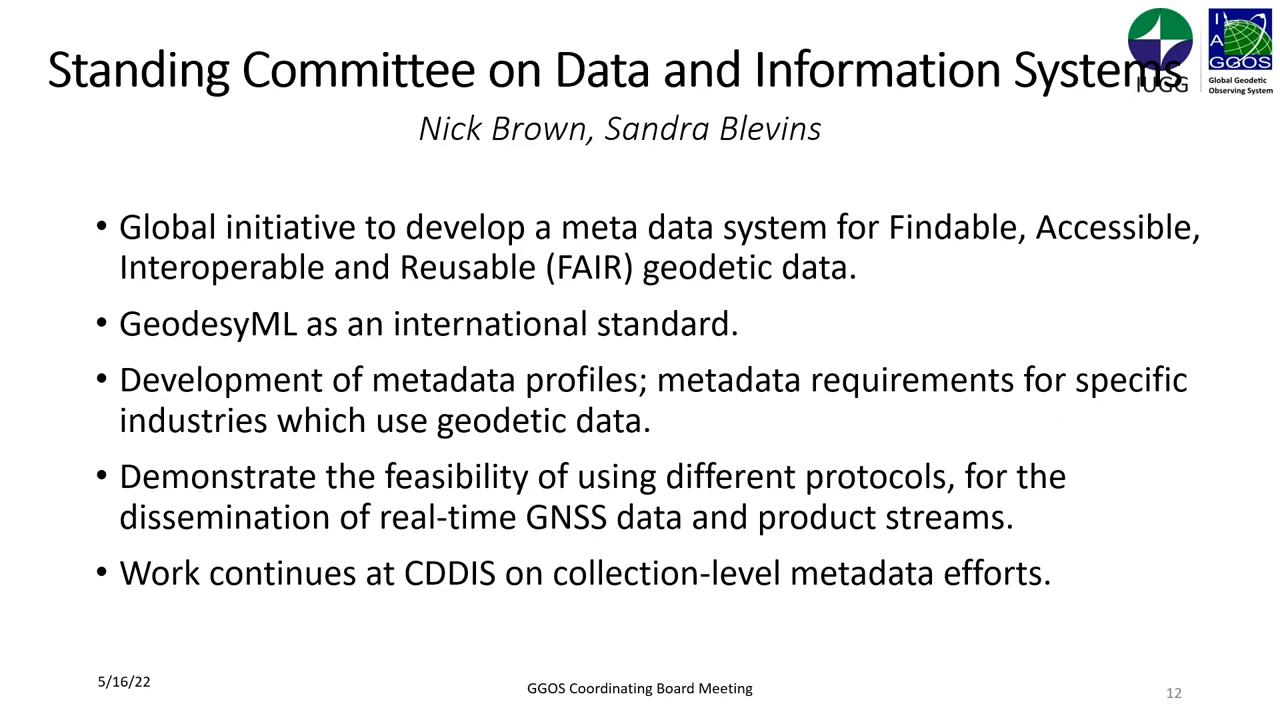 Standing Committee on Data and Information Systems
IUGG
I
A
GGOS
Global Geodetic
Observing System
Nick Brown, Sandra Blevins
• Global initiative to develop a meta data system for Findable, Accessible,
Interoperable and Reusable (FAIR) geodetic data.
• GeodesyML as an international standard.
• Development of metadata profiles; metadata requirements for specific
industries which use geodetic data.
• Demonstrate the feasibility of using different protocols, for the
dissemination of real-time GNSS data and product streams.
• Work continues at CDDIS on collection-level metadata efforts.
5/16/22
GGOS Coordinating Board Meeting
12